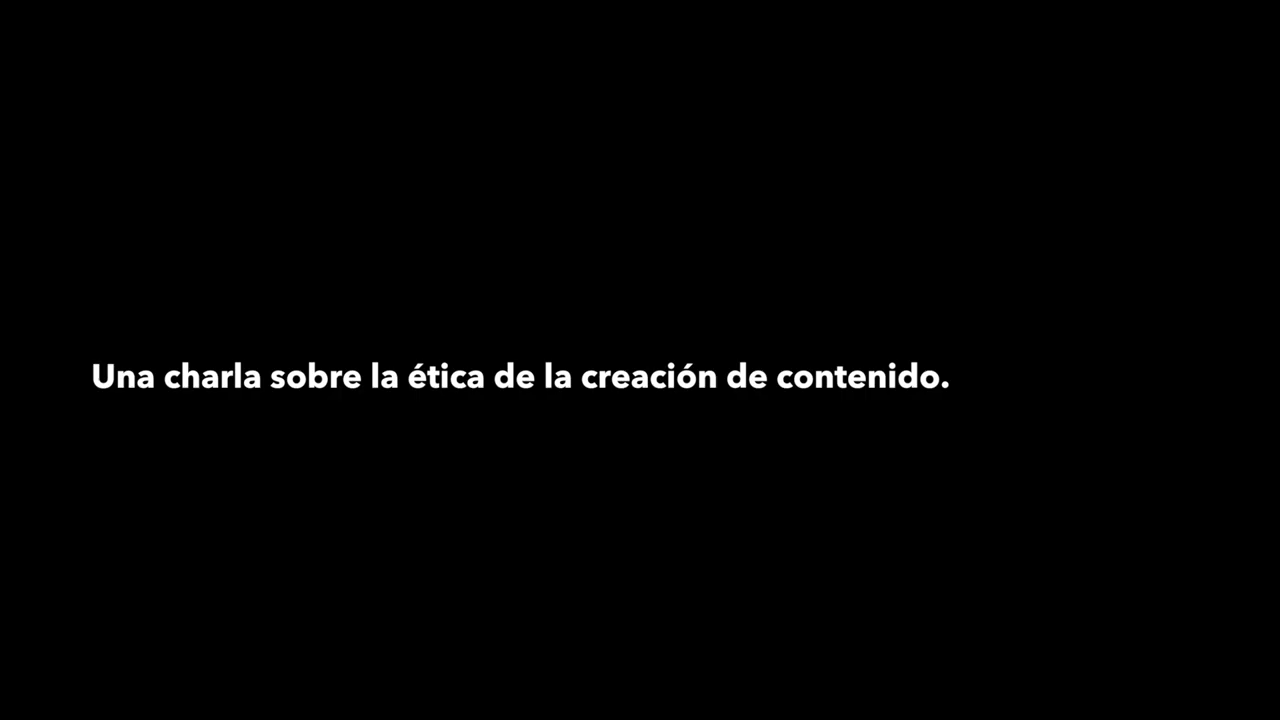 Una charla sobre la ética de la creación de contenido.